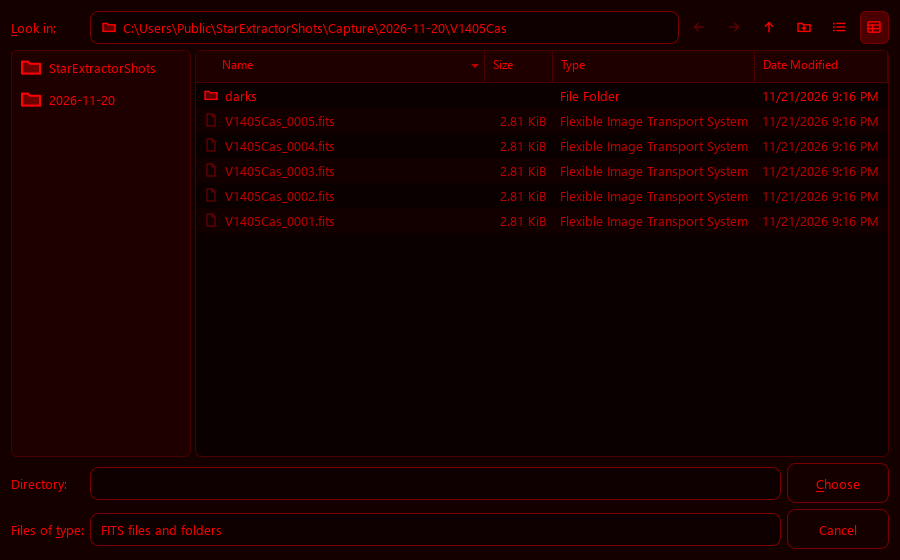 Look in: C:\Users\Public\StarExtractorShots\Capture\2026-11-20\V1405Cas
StarExtractorShots
2026-11-20
Name Size Type Date Modified
darks File Folder 11/21/2026 9:16 PM
V1405Cas_0005.fits 2.81 KiB Flexible Image Transport System 11/21/2026 9:16 PM
V1405Cas_0004.fits 2.81 KiB Flexible Image Transport System 11/21/2026 9:16 PM
V1405Cas_0003.fits 2.81 KiB Flexible Image Transport System 11/21/2026 9:16 PM
V1405Cas_0002.fits 2.81 KiB Flexible Image Transport System 11/21/2026 9:16 PM
V1405Cas_0001.fits 2.81 KiB Flexible Image Transport System 11/21/2026 9:16 PM
Directory: Choose
Files of type: FITS files and folders Cancel